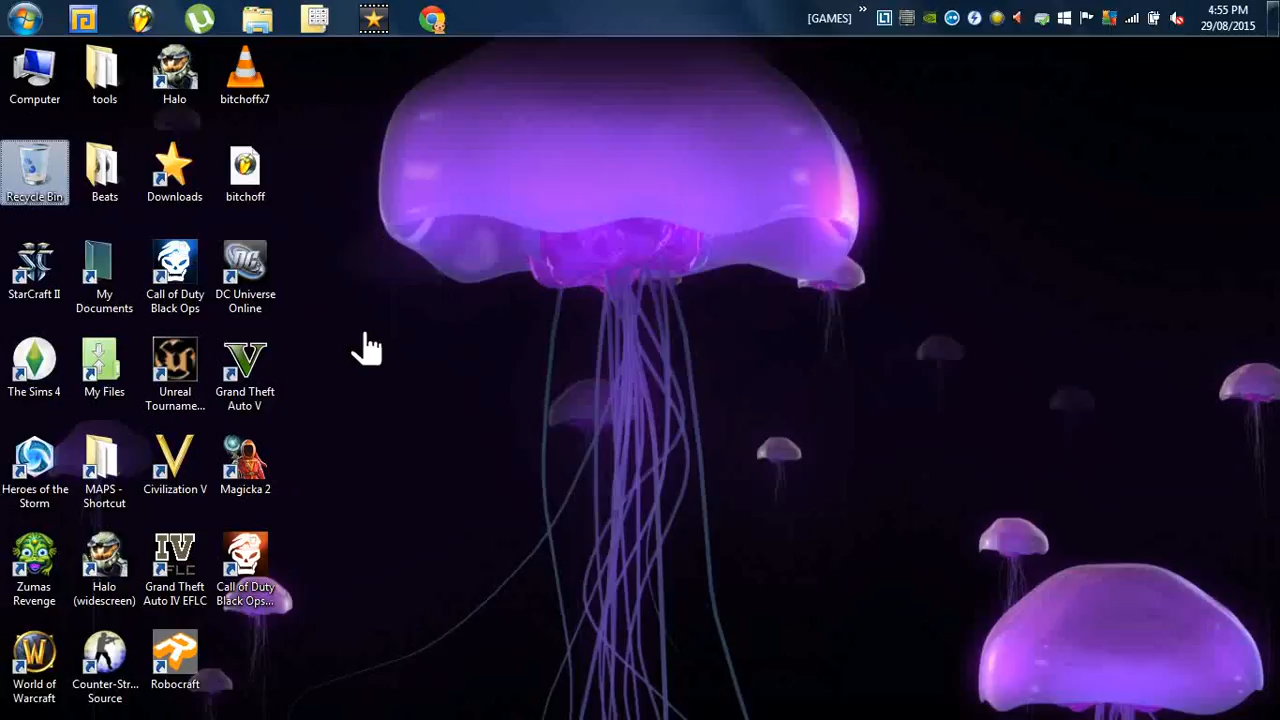 [GAMES]
»
4:55 PM
29/08/2015
Computer
tools
Halo
bitchoffx7
Recycle Bin
Beats
Downloads
bitchoff
StarCraft II
My
Documents
Call of Duty
Black Ops
DC Universe
Online
The Sims 4
My Files
Unreal
Tourname...
Grand Theft
Auto V
Heroes of the
Storm
MAPS -
Shortcut
Civilization V
Magicka 2
Zumas
Revenge
Halo
(widescreen)
Grand Theft
Auto IV EFLC
Call of Duty
Black Ops...
World of
Warcraft
Counter-Str...
Source
Robocraft